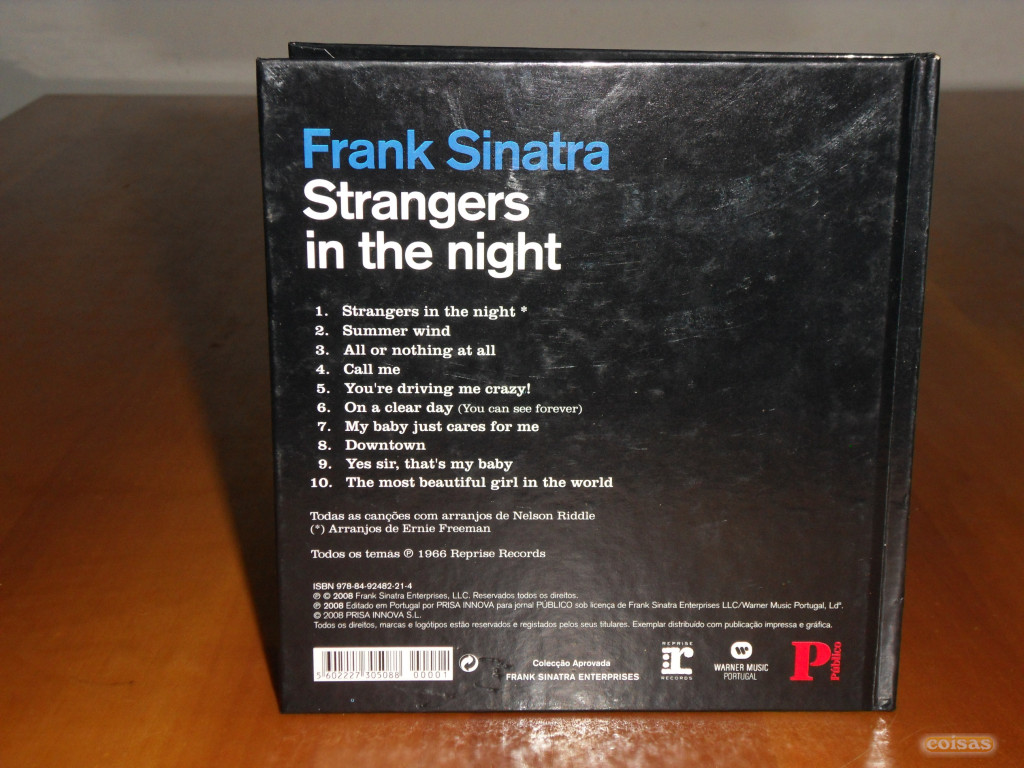 Frank Sinatra
Strangers
in the night
1. Strangers in the night *
2. Summer wind
3. All or nothing at all
4. Call me
5. You're driving me crazy!
6. On a clear day (You can see forever)
7. My baby just cares for me
8. Downtown
9. Yes sir, that's my baby
10. The most beautiful girl in the world
Todas as canções com arranjos de Nelson Riddle
(*) Arranjos de Ernie Freeman
Todos os temas ℗ 1966 Reprise Records
ISBN 978-84-92482-21-4
℗ © 2008 Frank Sinatra Enterprises, LLC. Reservados todos os direitos.
℗ 2008 Editado em Portugal por PRISA INNOVA para jornal PÚBLICO sob licença de Frank Sinatra Enterprises LLC/Warner Music Portugal, Ldª.
© 2008 PRISA INNOVA S.L.
Todos os direitos, marcas e logótipos estão reservados e registados pelos seus titulares. Exemplar distribuído com publicação impressa e gráfica.
5 602227 305088 00001
Colecção Aprovada
FRANK SINATRA ENTERPRISES
REPRISE
r
RECORDS
WARNER MUSIC
PORTUGAL
P
Público
coisas